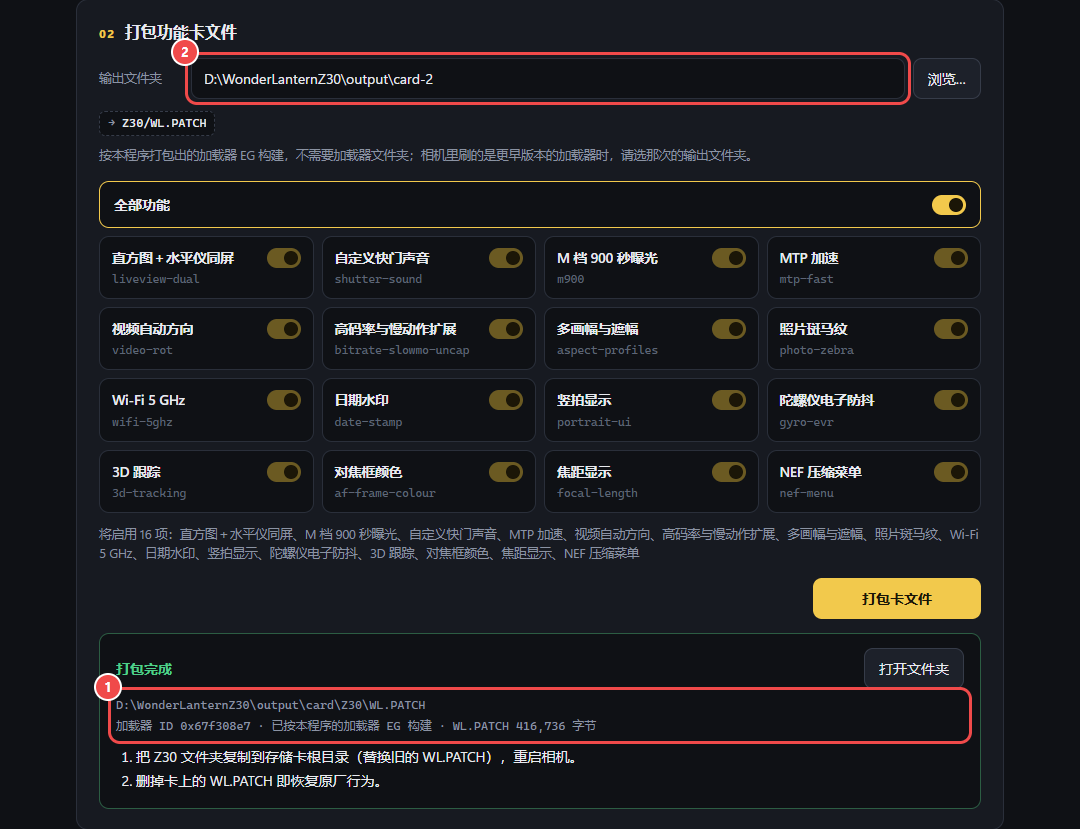 02 打包功能卡文件
2
输出文件夹
D:\WonderLanternZ30\output\card-2
浏览...
→ Z30/WL.PATCH
按本程序打包出的加载器 EG 构建，不需要加载器文件夹；相机里刷的是更早版本的加载器时，请选那次的输出文件夹。
全部功能
直方图 + 水平仪同屏
liveview-dual
自定义快门声音
shutter-sound
M 档 900 秒曝光
m900
MTP 加速
mtp-fast
视频自动方向
video-rot
高码率与慢动作扩展
bitrate-slowmo-uncap
多画幅与遮幅
aspect-profiles
照片斑马纹
photo-zebra
Wi-Fi 5 GHz
wifi-5ghz
日期水印
date-stamp
竖拍显示
portrait-ui
陀螺仪电子防抖
gyro-evr
3D 跟踪
3d-tracking
对焦框颜色
af-frame-colour
焦距显示
focal-length
NEF 压缩菜单
nef-menu
将启用 16 项：直方图 + 水平仪同屏、M 档 900 秒曝光、自定义快门声音、MTP 加速、视频自动方向、高码率与慢动作扩展、多画幅与遮幅、照片斑马纹、Wi-Fi
5 GHz、日期水印、竖拍显示、陀螺仪电子防抖、3D 跟踪、对焦框颜色、焦距显示、NEF 压缩菜单
打包卡文件
打包完成
打开文件夹
1
D:\WonderLanternZ30\output\card\Z30\WL.PATCH
加载器 ID 0x67f308e7 · 已按本程序的加载器 EG 构建 · WL.PATCH 416,736 字节
1. 把 Z30 文件夹复制到存储卡根目录（替换旧的 WL.PATCH），重启相机。
2. 删掉卡上的 WL.PATCH 即恢复原厂行为。